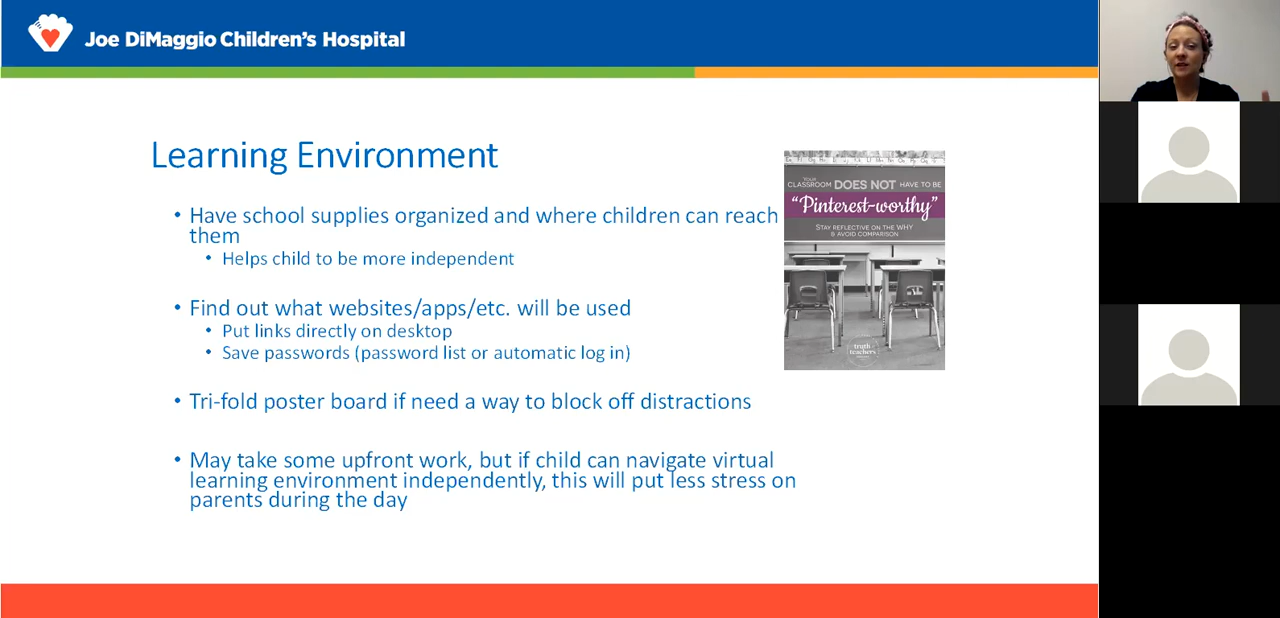 Joe DiMaggio Children's Hospital
Learning Environment
• Have school supplies organized and where children can reach
them
• Helps child to be more independent
• Find out what websites/apps/etc. will be used
• Put links directly on desktop
• Save passwords (password list or automatic log in)
• Tri-fold poster board if need a way to block off distractions
• May take some upfront work, but if child can navigate virtual
learning environment independently, this will put less stress on
parents during the day
YOUR
CLASSROOM DOES NOT HAVE TO BE
“Pinterest-worthy”
STAY REFLECTIVE ON THE WHY
& AVOID COMPARISON
truth
teachers